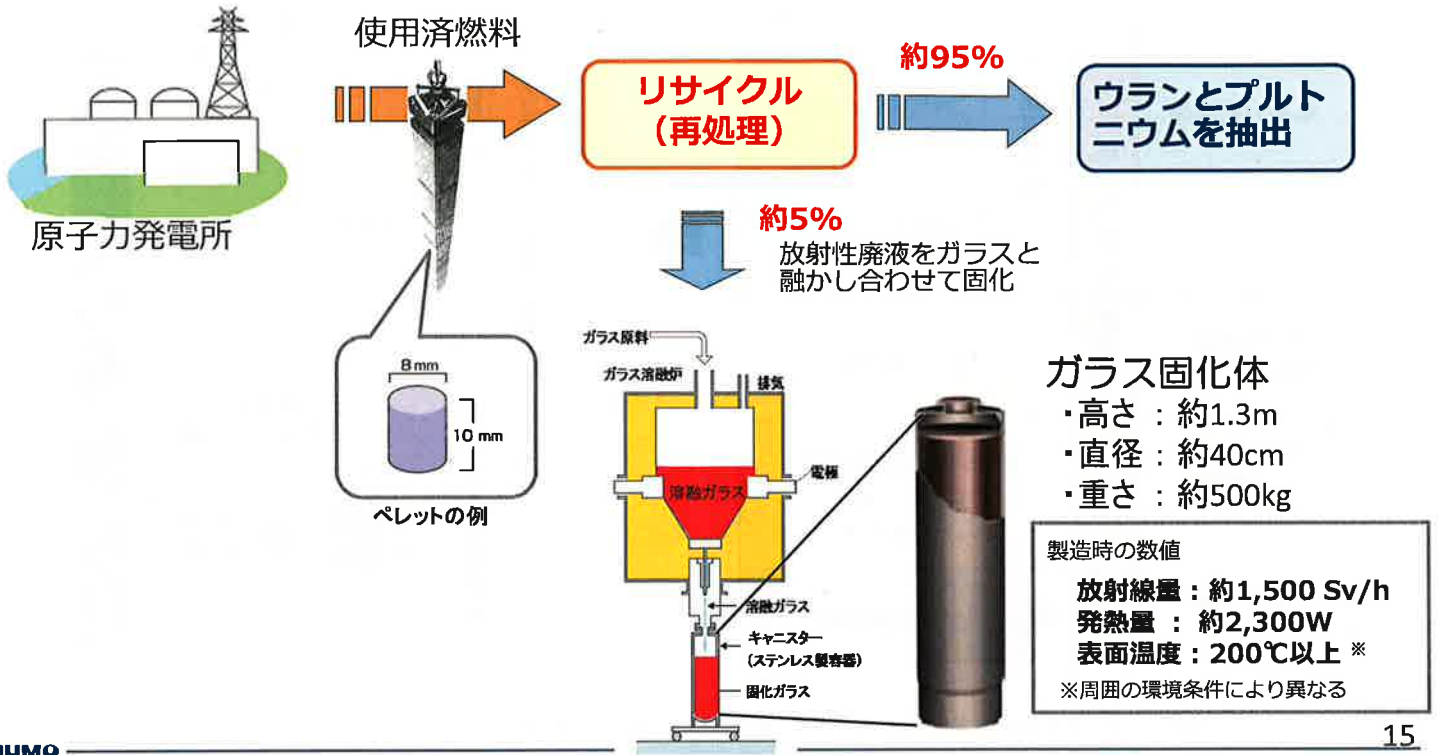 使用済燃料
原子力発電所
リサイクル
(再処理)
約95%
ウランとプルト
ニウムを抽出
約5%
放射性廃液をガラスと
融かし合わせて固化
8mm
10 mm
ペレットの例
ガラス原料
ガラス溶融炉
排気
溶融ガラス
電極
溶融ガラス
キャニスター
(ステンレス製容器)
固化ガラス
ガラス固化体
・高さ：約1.3m
・直径：約40cm
・重さ：約500kg
製造時の数値
放射線量：約1,500 Sv/h
発熱量 ： 約2,300W
表面温度：200℃以上 ※
※周囲の環境条件により異なる
NUMO
15